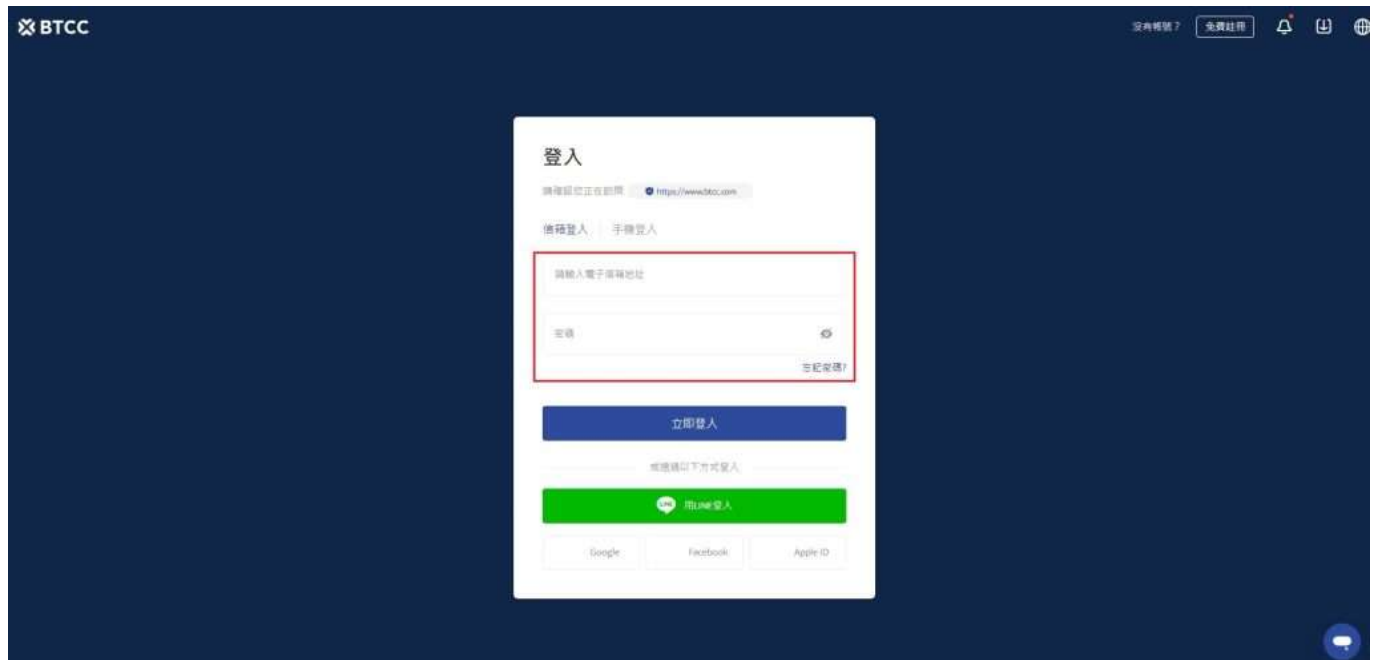 BTCC
沒有帳號？ 免費註冊
登入
請確認您正在訪問 https://www.btcc.com
信箱登入 手機登入
請輸入電子信箱地址
密碼
忘記密碼?
立即登入
或透過以下方式登入
LINE 用LINE登入
Google Facebook Apple ID